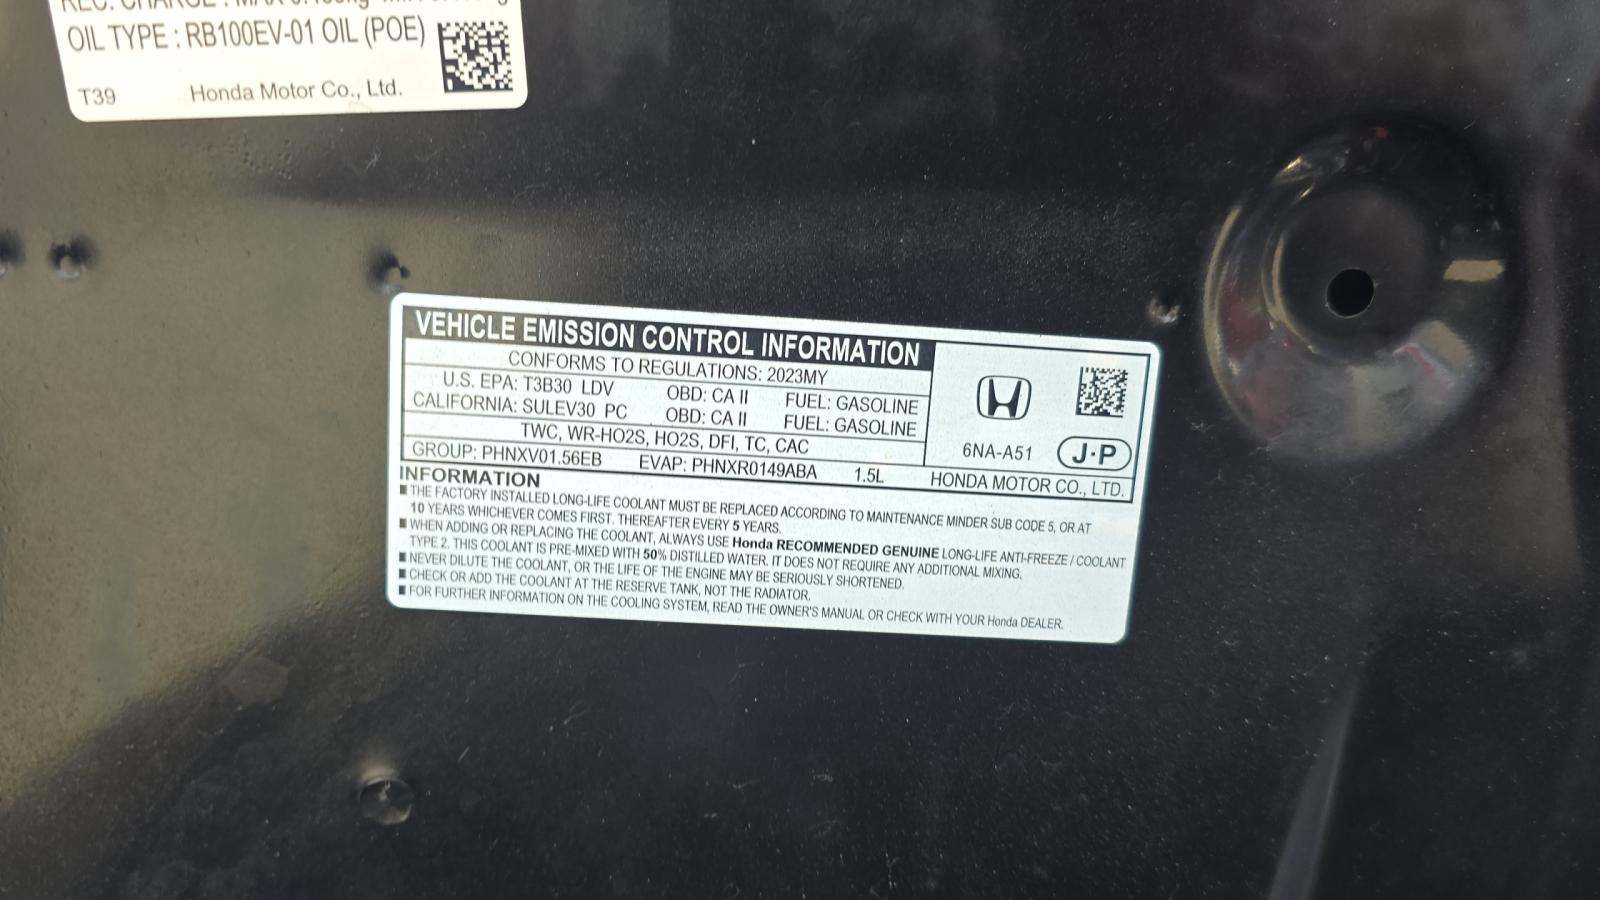 REC. CHARGE : MAX
OIL TYPE : RB100EV-01 OIL (POE)
T39 Honda Motor Co., Ltd.
VEHICLE EMISSION CONTROL INFORMATION
CONFORMS TO REGULATIONS: 2023MY
U.S. EPA: T3B30 LDV OBD: CA II FUEL: GASOLINE
CALIFORNIA: SULEV30 PC OBD: CA II FUEL: GASOLINE
TWC, WR-HO2S, HO2S, DFI, TC, CAC
6NA-A51 J·P
GROUP: PHNXV01.56EB EVAP: PHNXR0149ABA 1.5L HONDA MOTOR CO., LTD.
INFORMATION
■ THE FACTORY INSTALLED LONG-LIFE COOLANT MUST BE REPLACED ACCORDING TO MAINTENANCE MINDER SUB CODE 5, OR AT
10 YEARS WHICHEVER COMES FIRST. THEREAFTER EVERY 5 YEARS.
■ WHEN ADDING OR REPLACING THE COOLANT, ALWAYS USE Honda RECOMMENDED GENUINE LONG-LIFE ANTI-FREEZE / COOLANT
TYPE 2. THIS COOLANT IS PRE-MIXED WITH 50% DISTILLED WATER. IT DOES NOT REQUIRE ANY ADDITIONAL MIXING.
■ NEVER DILUTE THE COOLANT, OR THE LIFE OF THE ENGINE MAY BE SERIOUSLY SHORTENED.
■ CHECK OR ADD THE COOLANT AT THE RESERVE TANK, NOT THE RADIATOR.
■ FOR FURTHER INFORMATION ON THE COOLING SYSTEM, READ THE OWNER'S MANUAL OR CHECK WITH YOUR Honda DEALER.